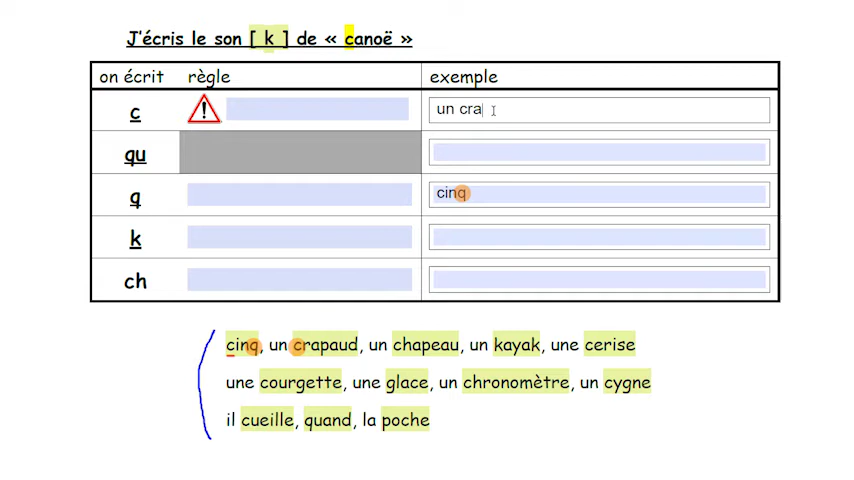 J'écris le son [ k ] de « canoë »
on écrit règle exemple
c un cra
qu
q cinq
k
ch
cinq, un crapaud, un chapeau, un kayak, une cerise
une courgette, une glace, un chronomètre, un cygne
il cueille, quand, la poche